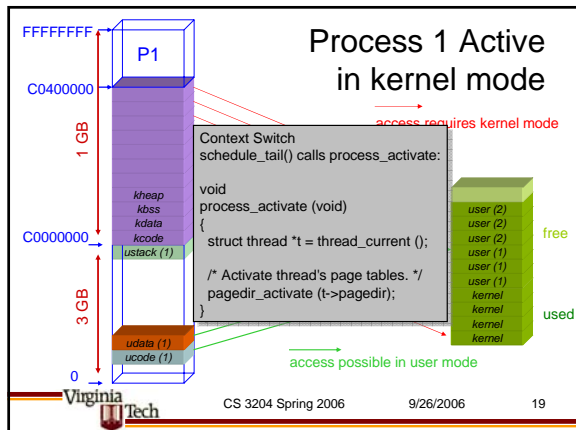 Process 1 Active
in kernel mode
FFFFFFFF
P1
C0400000
1 GB
access requires kernel mode
Context Switch
schedule_tail() calls process_activate:
void
process_activate (void)
{
struct thread *t = thread_current ();
/* Activate thread's page tables. */
pagedir_activate (t->pagedir);
}
kheap
kbss
kdata
kcode
C0000000
ustack (1)
3 GB
udata (1)
ucode (1)
0
user (2)
user (2)
user (2)
user (1)
user (1)
user (1)
kernel
kernel
kernel
kernel
free
used
access possible in user mode
Virginia Tech
CS 3204 Spring 2006
9/26/2006
19